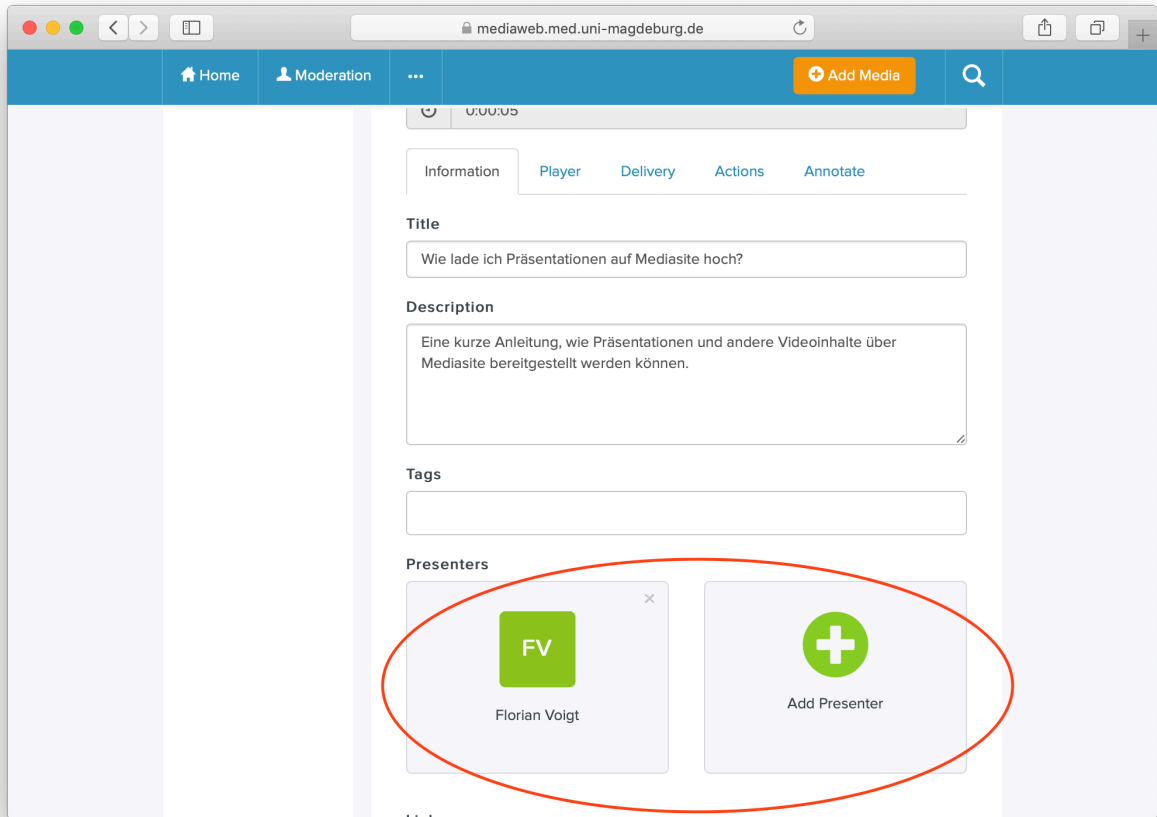 mediaweb.med.uni-magdeburg.de
Home Moderation ... Add Media
0:00:05
Information Player Delivery Actions Annotate
Title
Wie lade ich Präsentationen auf Mediasite hoch?
Description
Eine kurze Anleitung, wie Präsentationen und andere Videoinhalte über
Mediasite bereitgestellt werden können.
Tags
Presenters
FV
Florian Voigt
Add Presenter